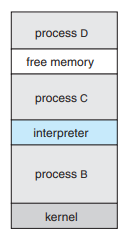 process D
free memory
process C
interpreter
process B
kernel